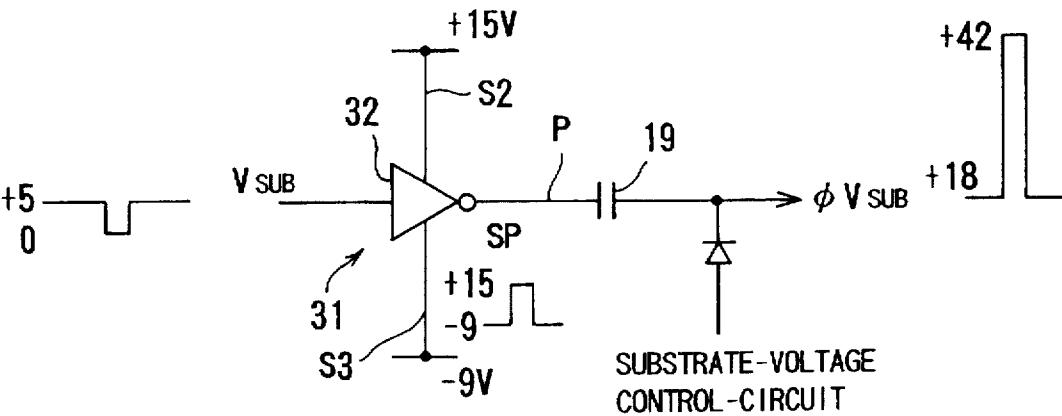 +15V
+42
S2
32
P
19
V SUB
+5
0
+18
φ V SUB
SP
31
+15
-9
S3
-9V
SUBSTRATE-VOLTAGE
CONTROL-CIRCUIT